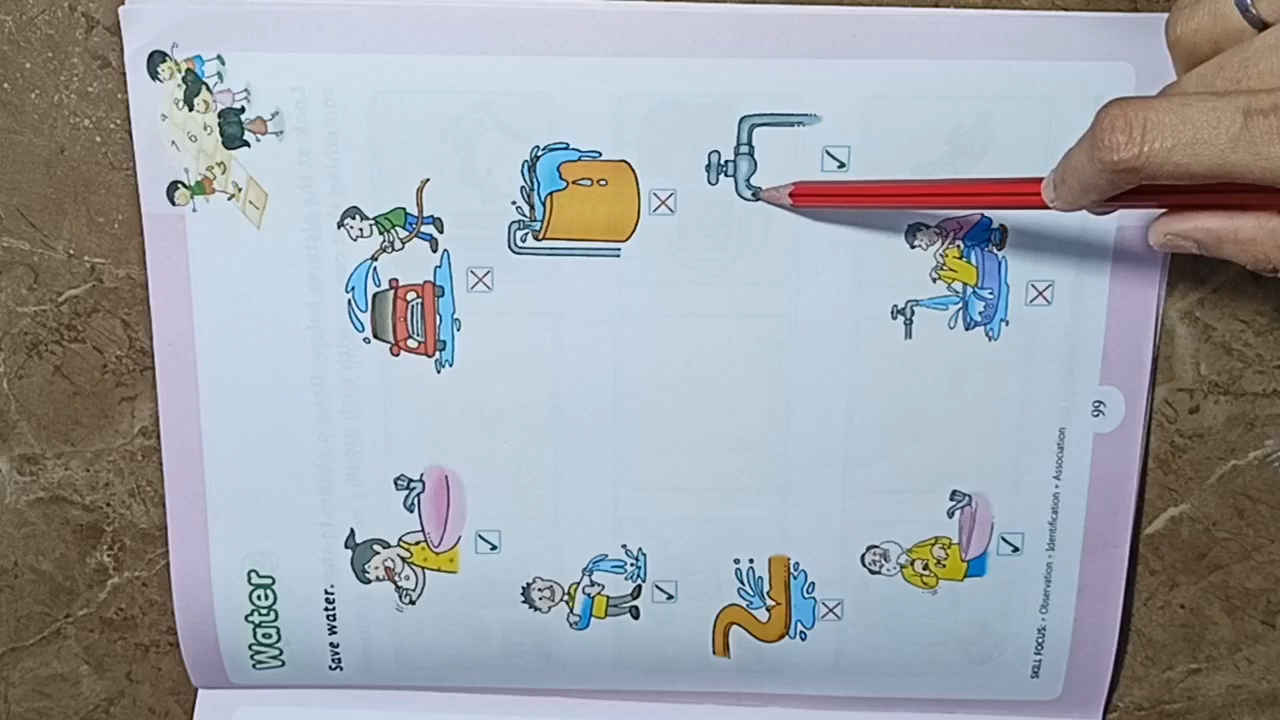 Water
Save water.
SKILL FOCUS: • Observation • Identification • Association
99